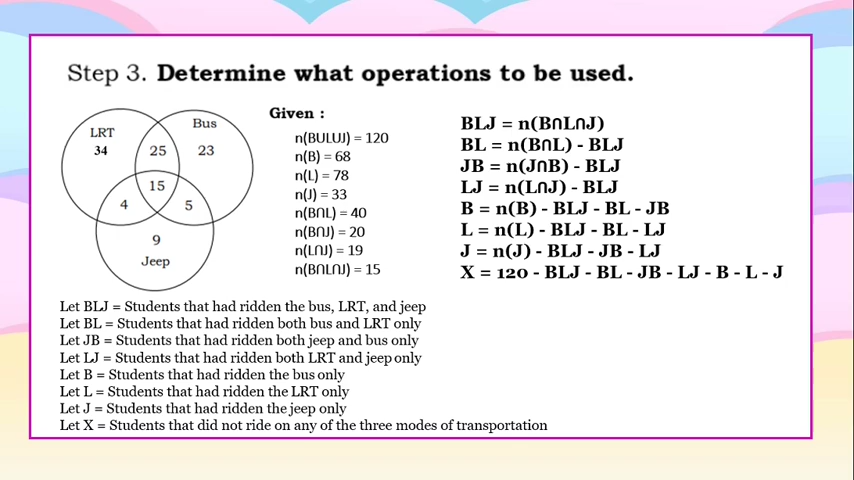 Step 3. Determine what operations to be used.
LRT
34
Bus
25
23
15
4
5
9
Jeep
Given :
n(BULUJ) = 120
n(B) = 68
n(L) = 78
n(J) = 33
n(B∩L) = 40
n(B∩J) = 20
n(L∩J) = 19
n(B∩L∩J) = 15
BLJ = n(B∩L∩J)
BL = n(B∩L) - BLJ
JB = n(J∩B) - BLJ
LJ = n(L∩J) - BLJ
B = n(B) - BLJ - BL - JB
L = n(L) - BLJ - BL - LJ
J = n(J) - BLJ - JB - LJ
X = 120 - BLJ - BL - JB - LJ - B - L - J
Let BLJ = Students that had ridden the bus, LRT, and jeep
Let BL = Students that had ridden both bus and LRT only
Let JB = Students that had ridden both jeep and bus only
Let LJ = Students that had ridden both LRT and jeep only
Let B = Students that had ridden the bus only
Let L = Students that had ridden the LRT only
Let J = Students that had ridden the jeep only
Let X = Students that did not ride on any of the three modes of transportation